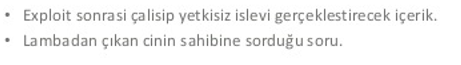 • Exploit sonrasi çalisip yetkisiz islevi gerçeklestirecek içerik.
• Lambadan çıkan cinin sahibine sorduğu soru.